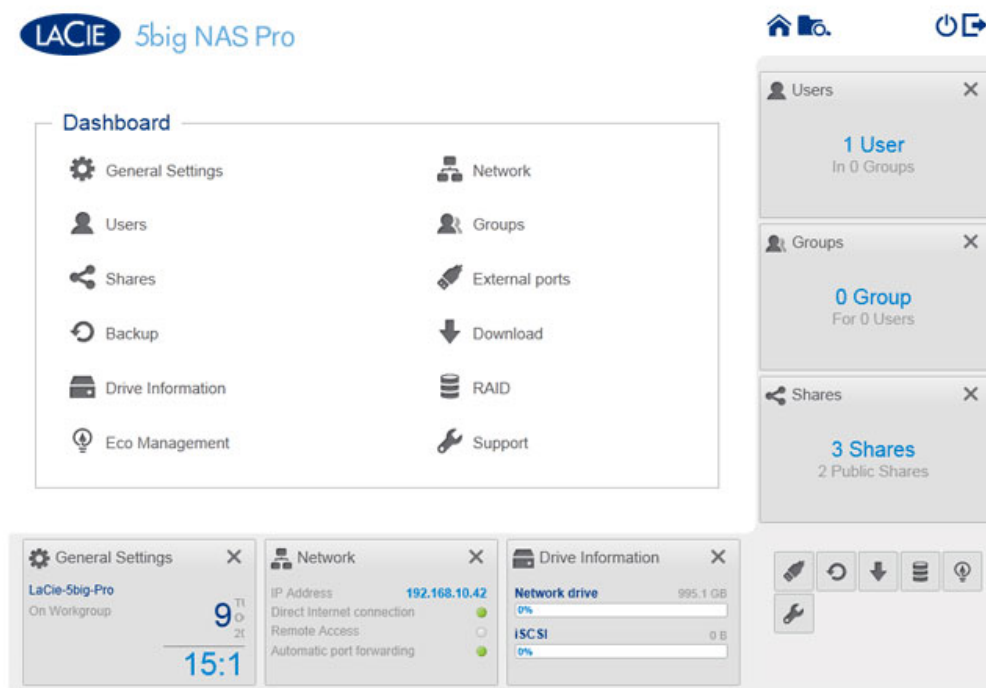 LACIE 5big NAS Pro
Dashboard
General Settings
Network
Users
Groups
Shares
External ports
Backup
Download
Drive Information
RAID
Eco Management
Support
Users
1 User
In 0 Groups
Groups
0 Group
For 0 Users
Shares
3 Shares
2 Public Shares
General Settings
LaCie-5big-Pro
On Workgroup
9
15:1
Network
IP Address 192.168.10.42
Direct Internet connection
Remote Access
Automatic port forwarding
Drive Information
Network drive 995.1 GB
0%
iSCSI 0 B
0%